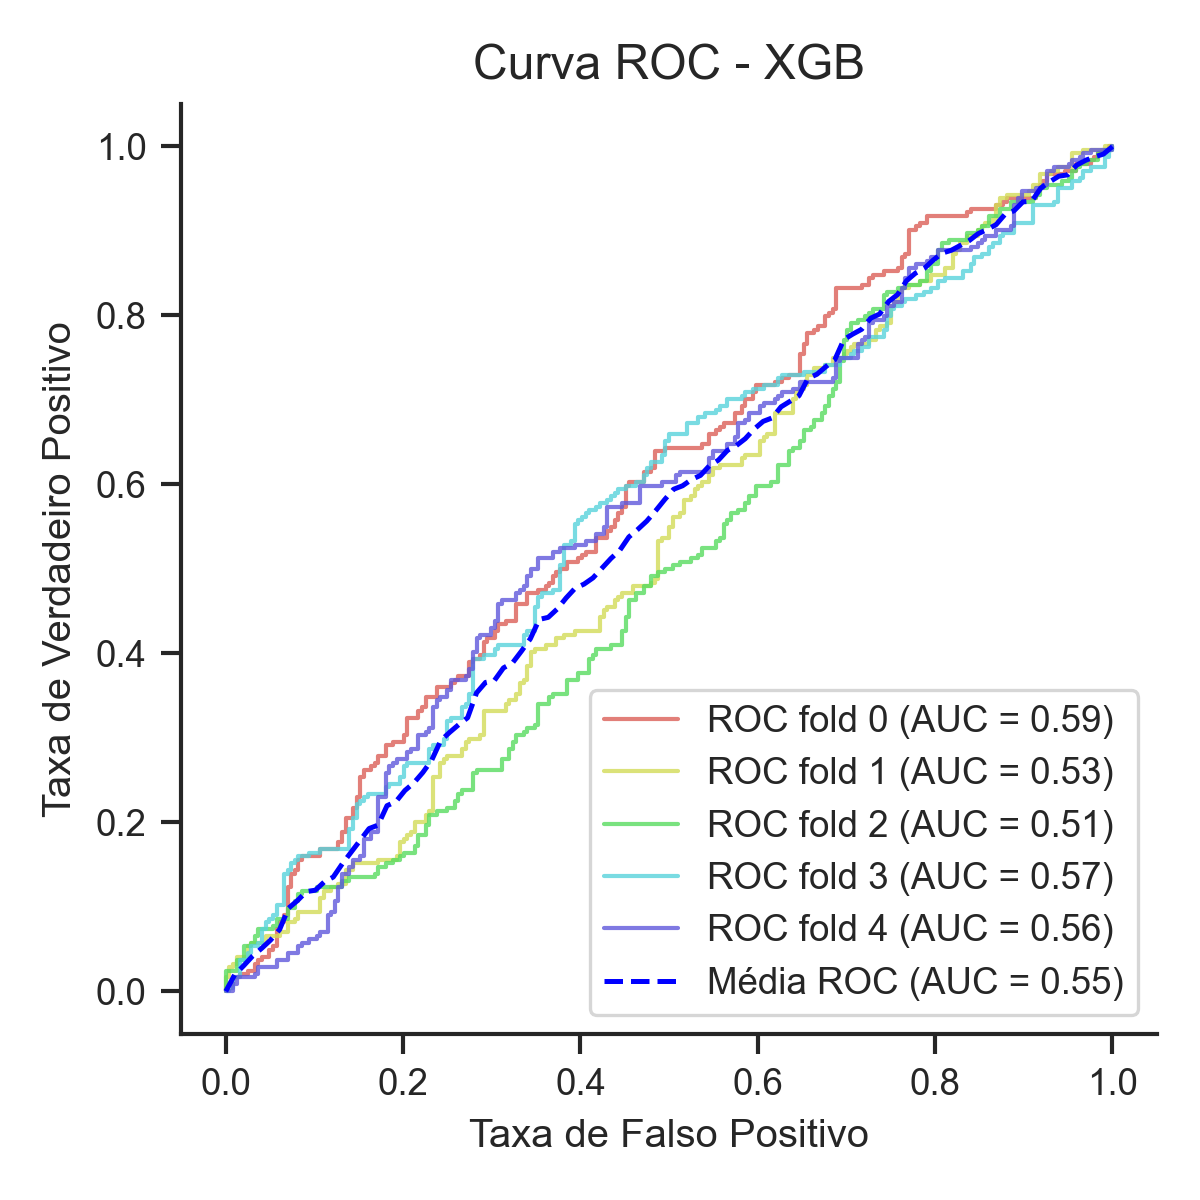 Curva ROC - XGB
Taxa de Verdadeiro Positivo
1.0
0.8
0.6
0.4
0.2
0.0
ROC fold 0 (AUC = 0.59)
ROC fold 1 (AUC = 0.53)
ROC fold 2 (AUC = 0.51)
ROC fold 3 (AUC = 0.57)
ROC fold 4 (AUC = 0.56)
Média ROC (AUC = 0.55)
0.0 0.2 0.4 0.6 0.8 1.0
Taxa de Falso Positivo